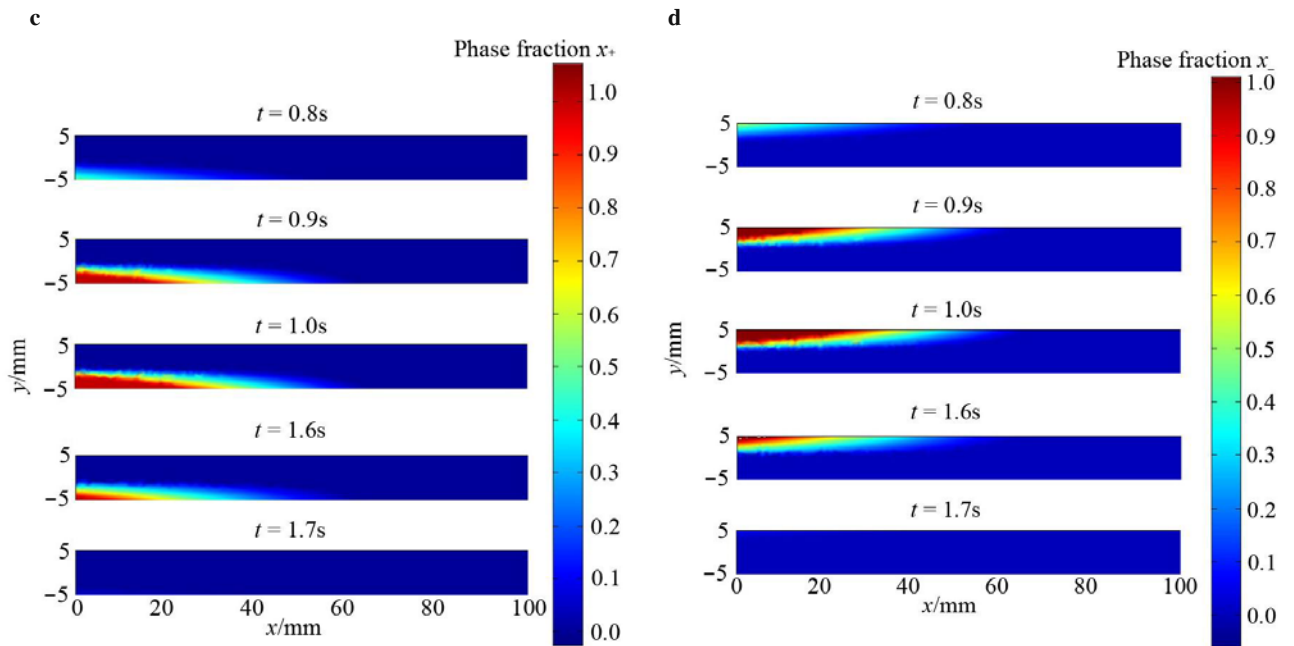 c
Phase fraction x₊
t = 0.8s
5
−5
t = 0.9s
5
−5
t = 1.0s
5
−5
y/mm
t = 1.6s
5
−5
t = 1.7s
5
−5
0 20 40 60 80 100
x/mm
1.0
0.9
0.8
0.7
0.6
0.5
0.4
0.3
0.2
0.1
0.0
d
Phase fraction x₋
t = 0.8s
5
−5
t = 0.9s
5
−5
t = 1.0s
5
−5
y/mm
t = 1.6s
5
−5
t = 1.7s
5
−5
0 20 40 60 80 100
x/mm
1.0
0.9
0.8
0.7
0.6
0.5
0.4
0.3
0.2
0.1
0.0